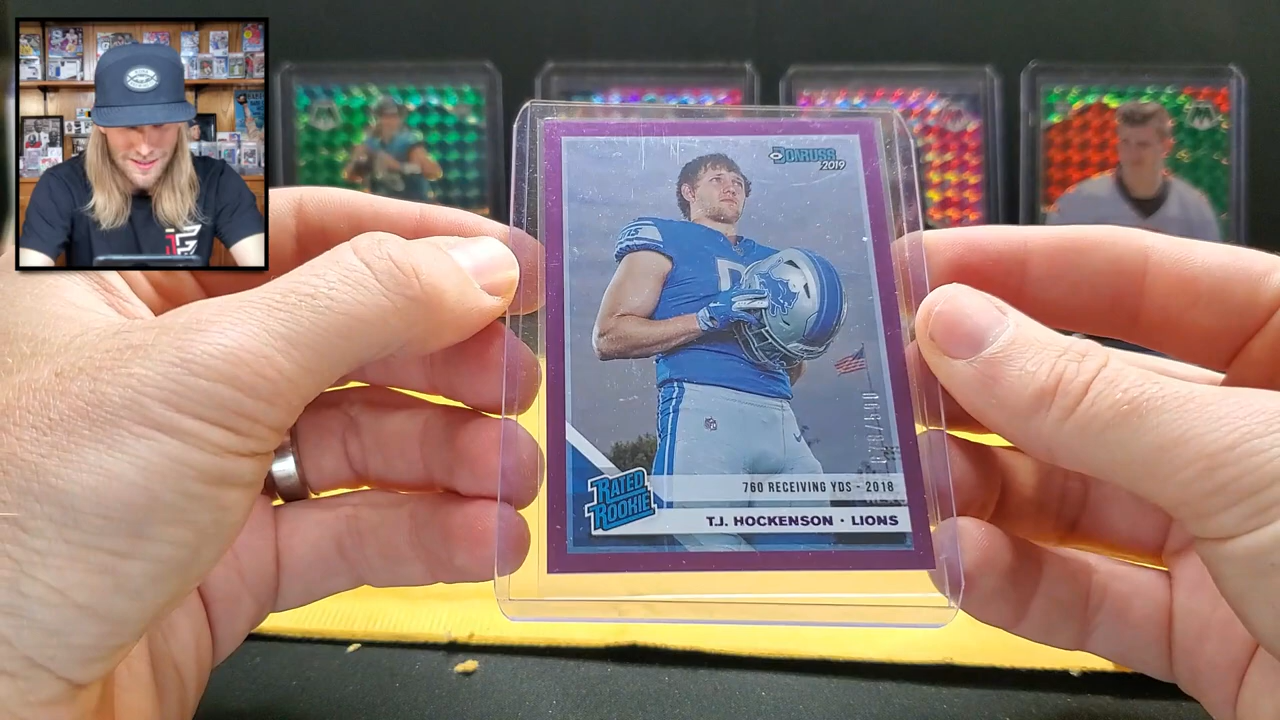 DONRUSS
2019
760 RECEIVING YDS - 2018
RATED
ROOKIE
T.J. HOCKENSON · LIONS